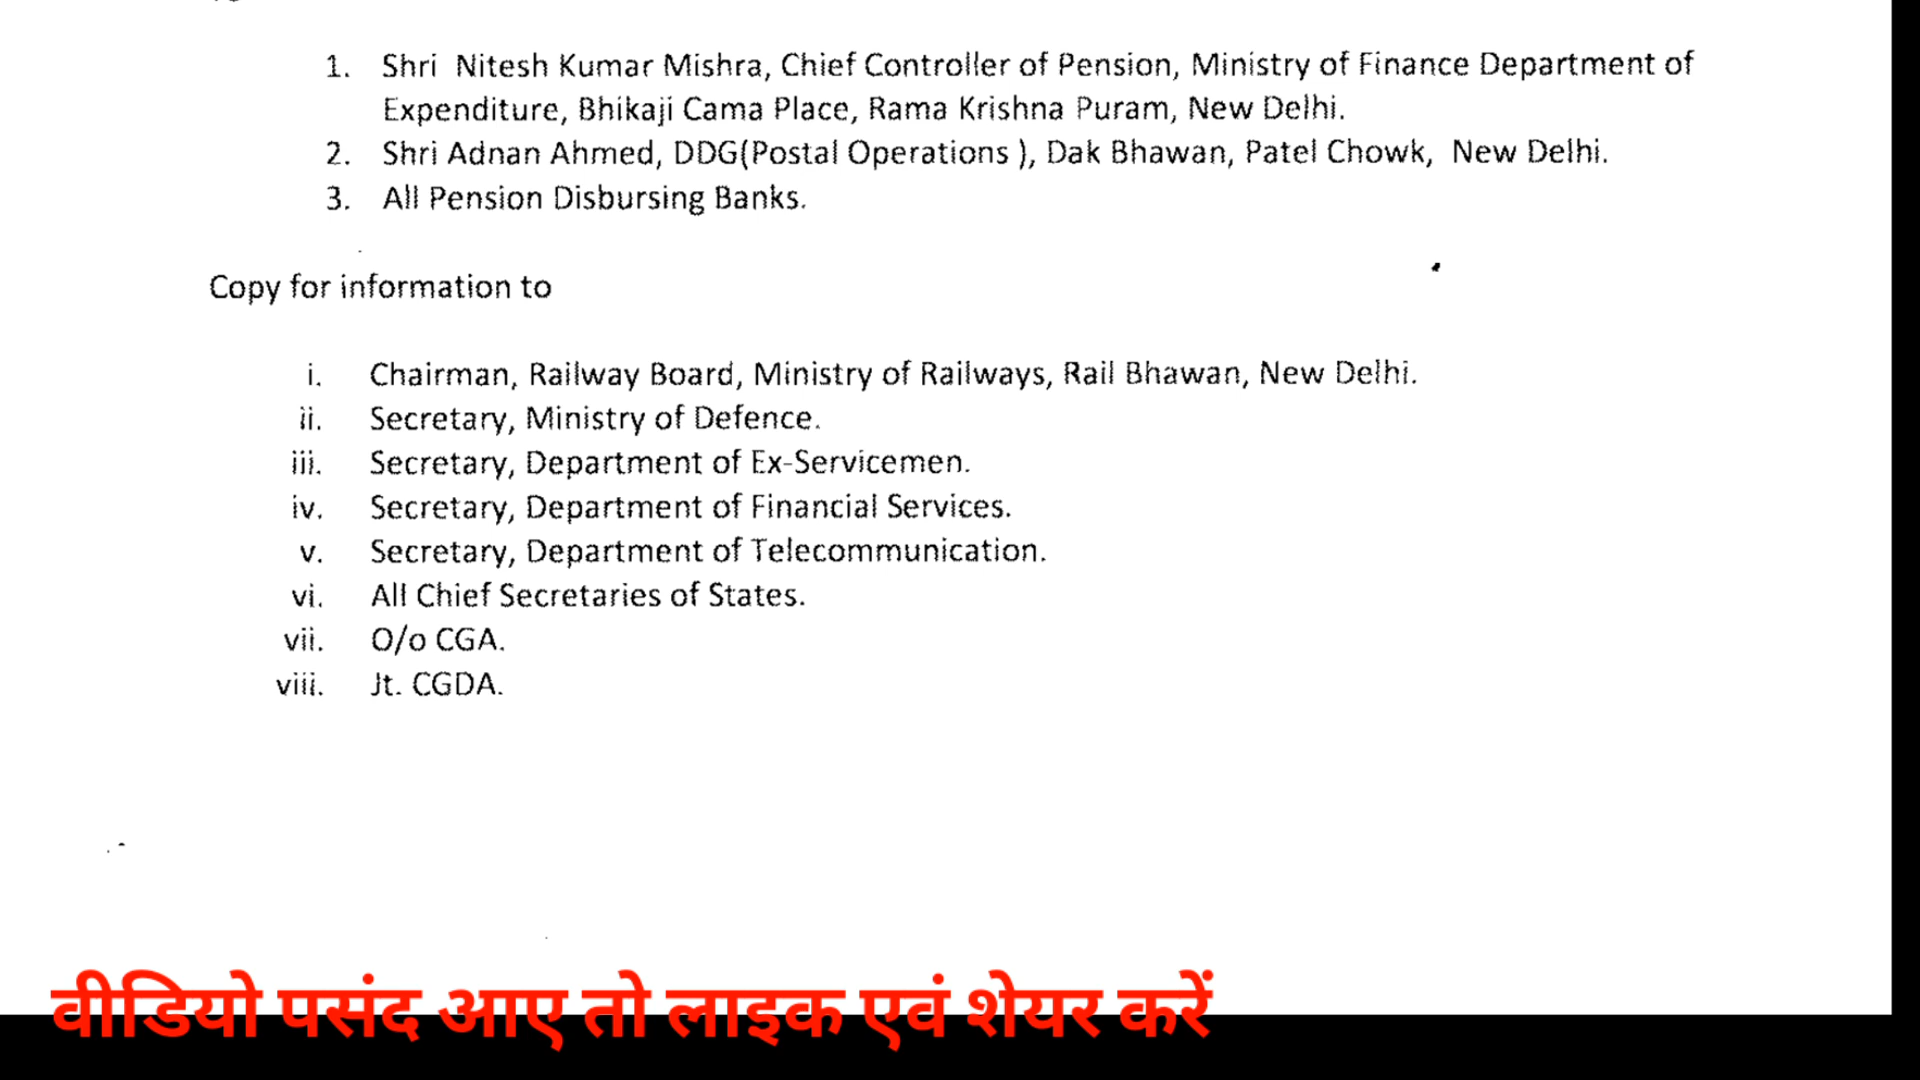 1. Shri Nitesh Kumar Mishra, Chief Controller of Pension, Ministry of Finance Department of
Expenditure, Bhikaji Cama Place, Rama Krishna Puram, New Delhi.
2. Shri Adnan Ahmed, DDG(Postal Operations ), Dak Bhawan, Patel Chowk, New Delhi.
3. All Pension Disbursing Banks.
Copy for information to
i. Chairman, Railway Board, Ministry of Railways, Rail Bhawan, New Delhi.
ii. Secretary, Ministry of Defence.
iii. Secretary, Department of Ex-Servicemen.
iv. Secretary, Department of Financial Services.
v. Secretary, Department of Telecommunication.
vi. All Chief Secretaries of States.
vii. O/o CGA.
viii. Jt. CGDA.
वीडियो पसंद आए तो लाइक एवं शेयर करें